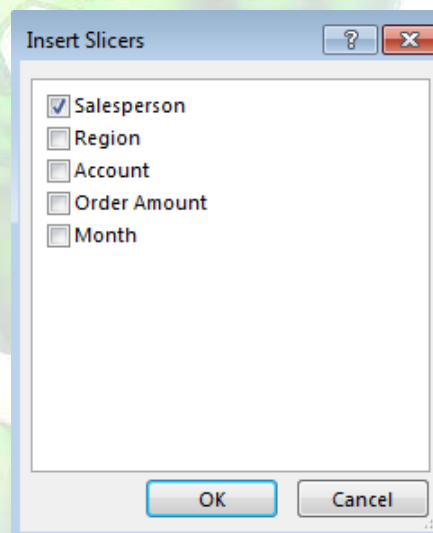 Insert Slicers
Salesperson
Region
Account
Order Amount
Month
OK Cancel